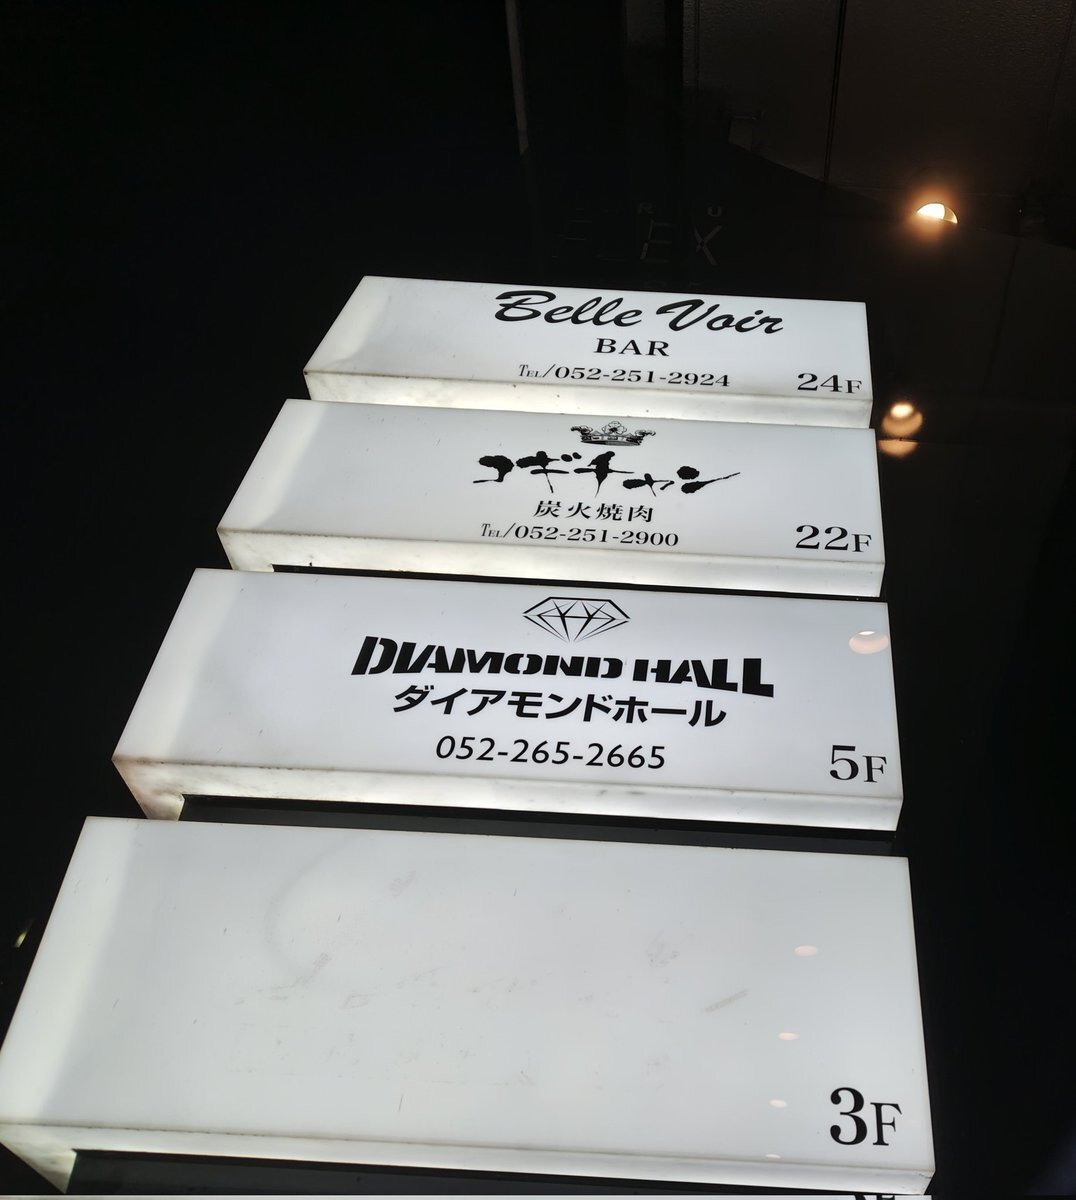 Belle Voir
BAR
TEL/052-251-2924
24F
コギチャン
炭火焼肉
TEL/052-251-2900
22F
DIAMOND HALL
ダイアモンドホール
052-265-2665
5F
3F